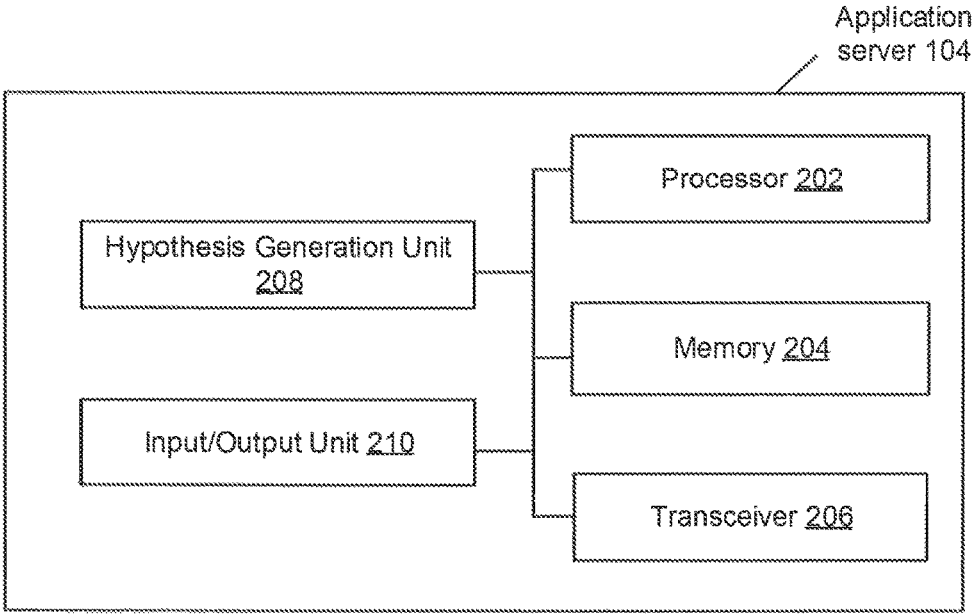 Application
server 104
Processor 202
Hypothesis Generation Unit
208
Memory 204
Input/Output Unit 210
Transceiver 206